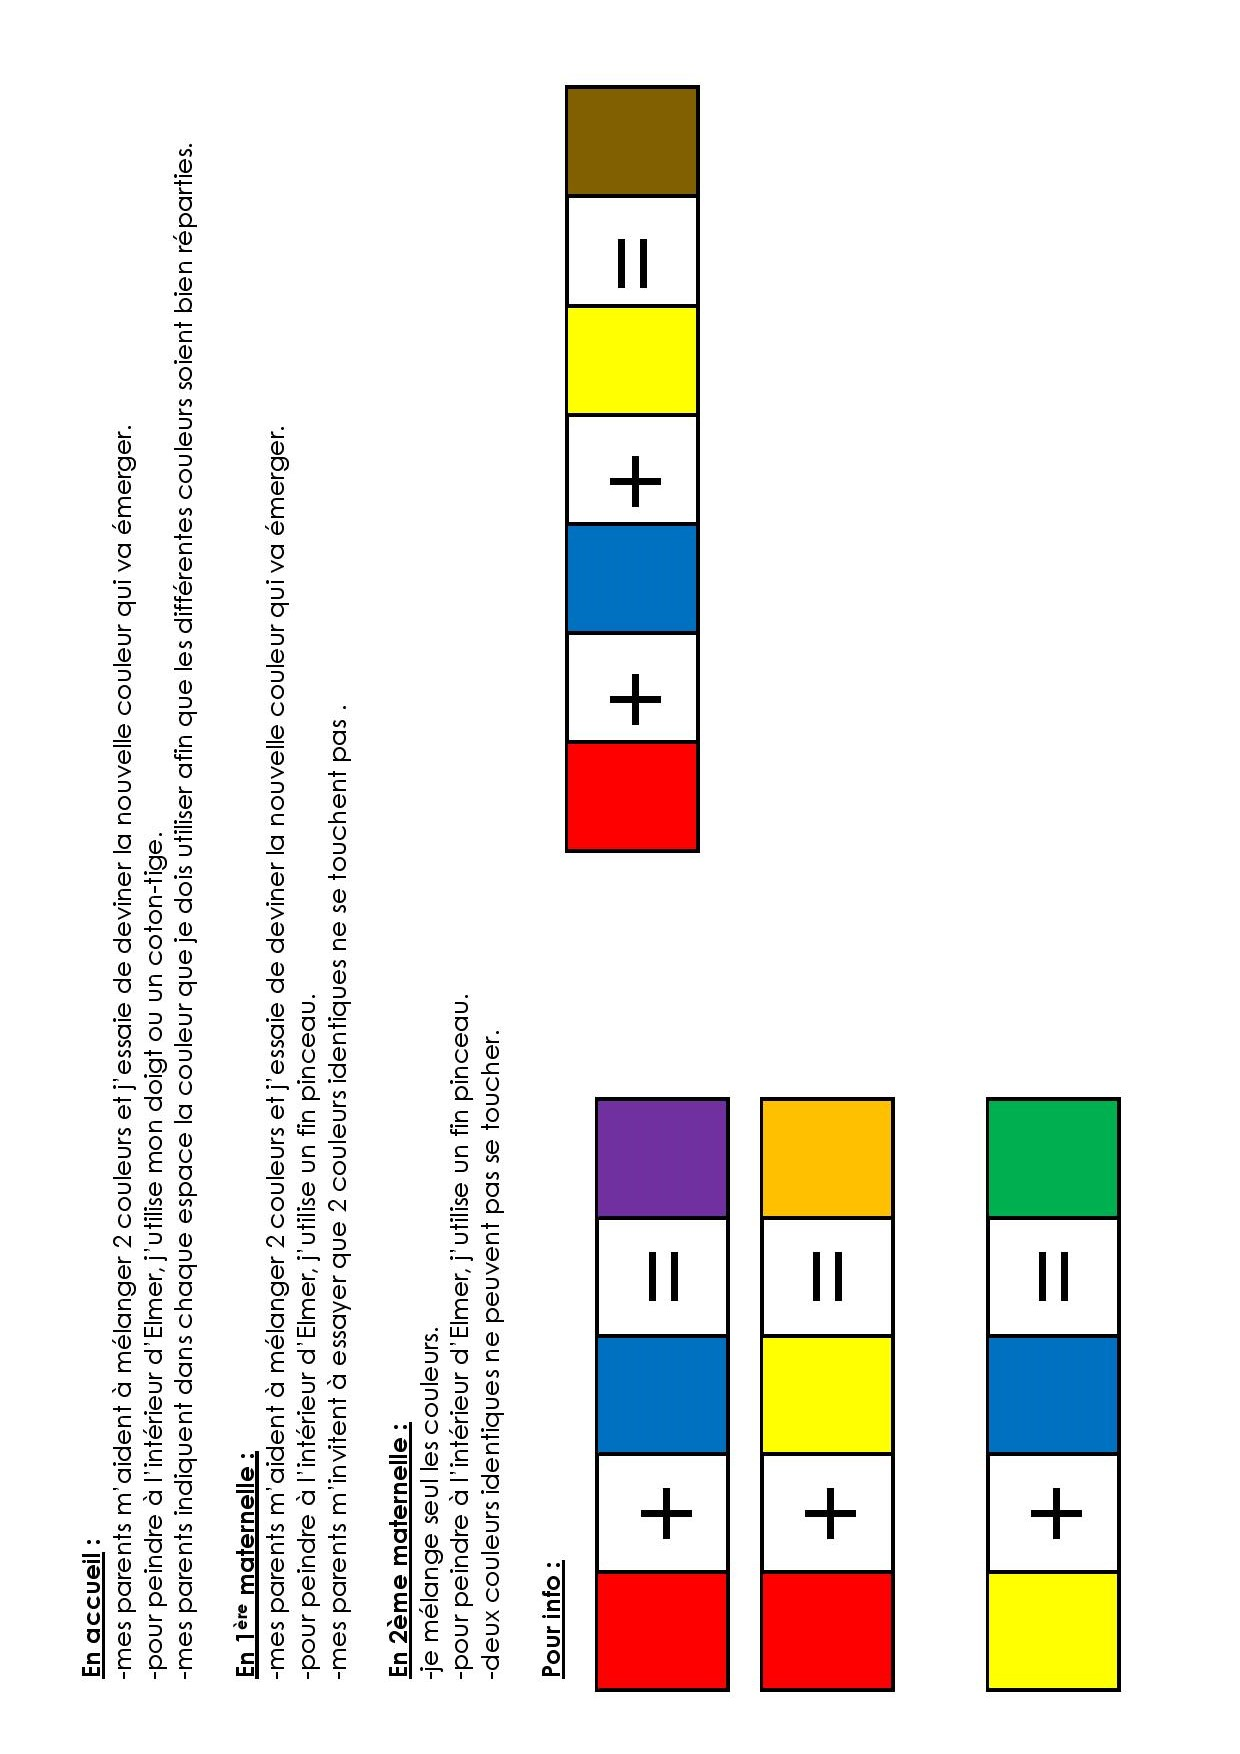 En accueil :
-mes parents m'aident à mélanger 2 couleurs et j'essaie de deviner la nouvelle couleur qui va émerger.
-pour peindre à l'intérieur d'Elmer, j'utilise mon doigt ou un coton-tige.
-mes parents indiquent dans chaque espace la couleur que je dois utiliser afin que les différentes couleurs soient bien réparties.
En 1ère maternelle :
-mes parents m'aident à mélanger 2 couleurs et j'essaie de deviner la nouvelle couleur qui va émerger.
-pour peindre à l'intérieur d'Elmer, j'utilise un fin pinceau.
-mes parents m'invitent à essayer que 2 couleurs identiques ne se touchent pas .
En 2ème maternelle :
-je mélange seul les couleurs.
-pour peindre à l'intérieur d'Elmer, j'utilise un fin pinceau.
-deux couleurs identiques ne peuvent pas se toucher.
Pour info :
+ + =
+ =
+ =
+ =